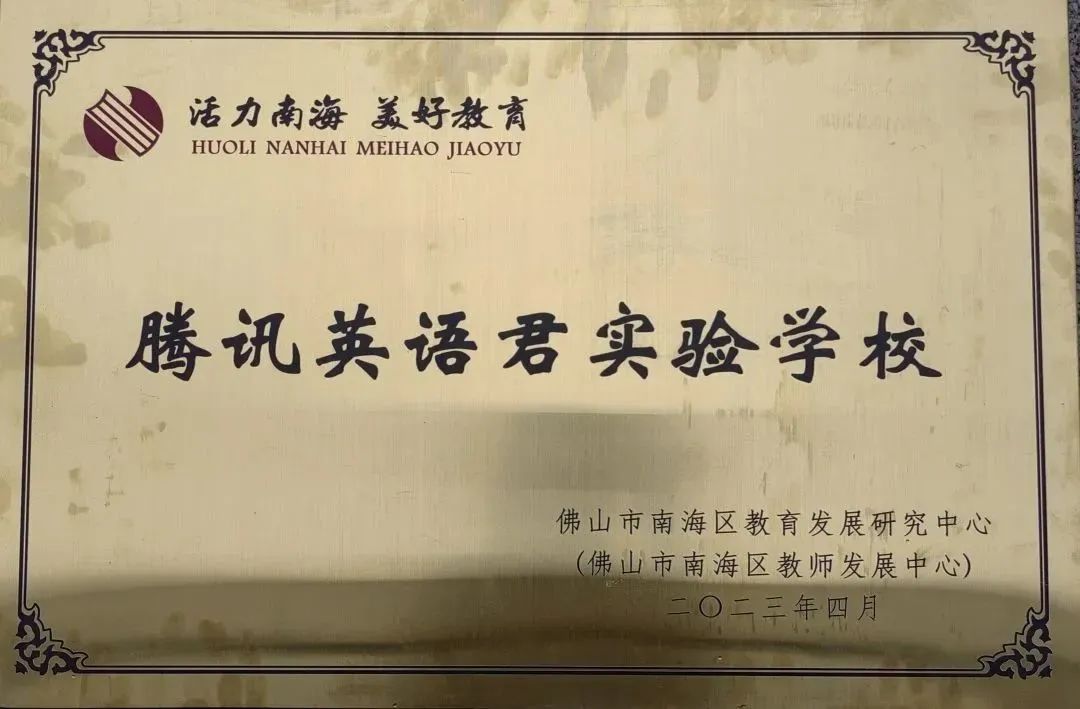 活力南海 美好教育
HUOLI NANHAI MEIHAO JIAOYU
腾讯英语君实验学校
佛山市南海区教育发展研究中心
(佛山市南海区教师发展中心)
二〇二三年四月